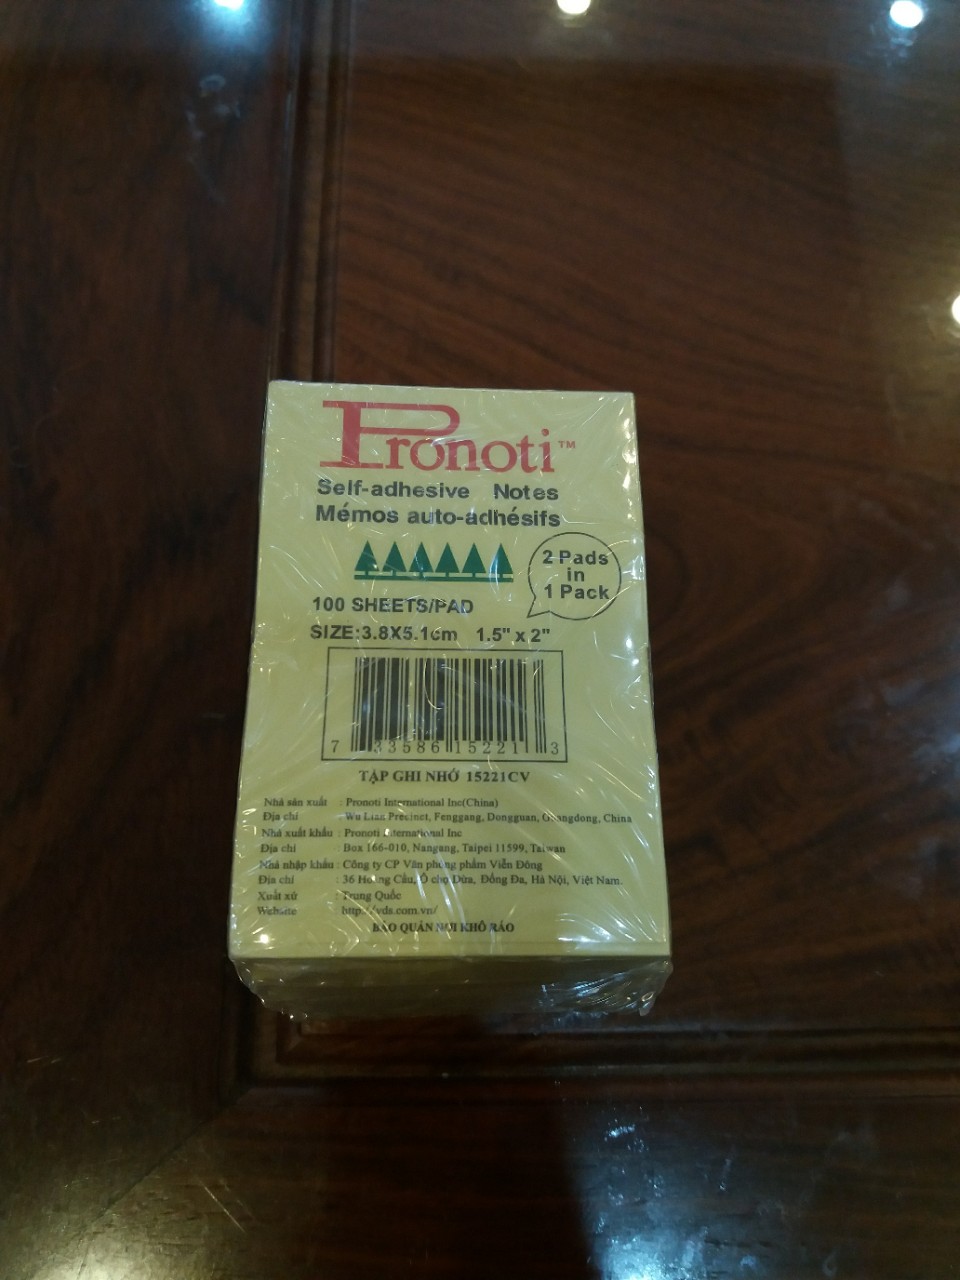 Pronoti™
Self-adhesive Notes
Mémos auto-adhésifs
2 Pads
in
1 Pack
100 SHEETS/PAD
SIZE:3.8X5.1cm 1.5" x 2"
7 33586 15221 3
TẬP GHI NHỚ 15221CV
Nhà sản xuất : Pronoti International Inc(China)
Địa chỉ : Wu Lian Precinct, Fenggang, Dongguan, Guangdong, China
Nhà xuất khẩu : Pronoti International Inc
Địa chỉ : Box 166-010, Nangang, Taipei 11599, Taiwan
Nhà nhập khẩu : Công ty CP Văn phòng phẩm Viễn Đông
Địa chỉ : 36 Hoàng Cầu, Ô chợ Dừa, Đống Đa, Hà Nội, Việt Nam.
Xuất xứ : Trung Quốc
Website : http://vds.com.vn/
BẢO QUẢN NƠI KHÔ RÁO